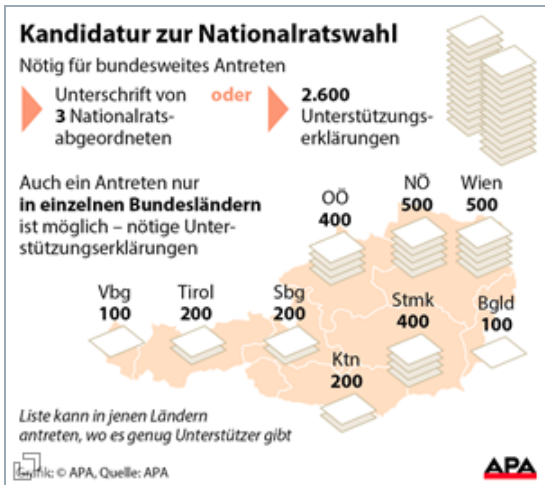 Kandidatur zur Nationalratswahl
Nötig für bundesweites Antreten
Unterschrift von
3 Nationalrats-
abgeordneten
oder
2.600
Unterstützungs-
erklärungen
Auch ein Antreten nur
in einzelnen Bundesländern
ist möglich – nötige Unter-
stützungserklärungen
OÖ
400
NÖ
500
Wien
500
Vbg
100
Tirol
200
Sbg
200
Stmk
400
Bgld
100
Ktn
200
Liste kann in jenen Ländern
antreten, wo es genug Unterstützer gibt
Grafik: © APA, Quelle: APA
APA